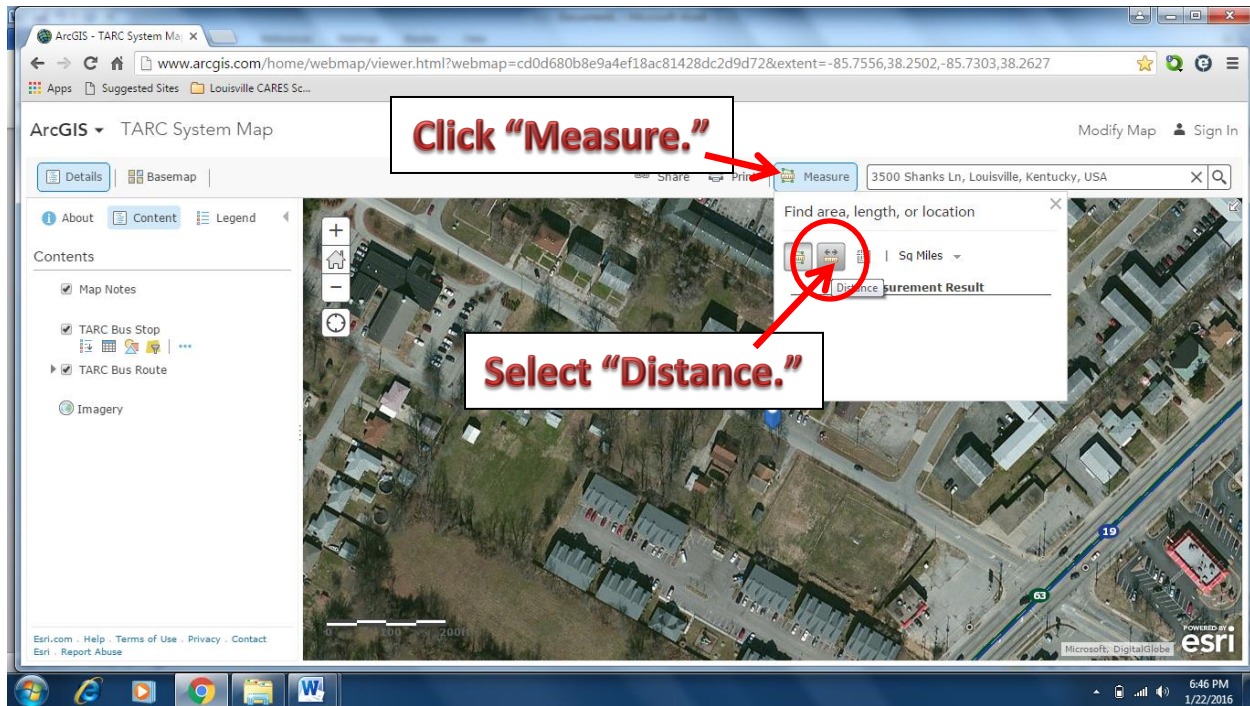 ArcGIS - TARC System Ma
www.arcgis.com/home/webmap/viewer.html?webmap=cd0d680b8e9a4ef18ac81428dc2d9d72&extent=-85.7556,38.2502,-85.7303,38.2627
Apps Suggested Sites Louisville CARES Sc...
ArcGIS TARC System Map
Click “Measure.”
Modify Map Sign In
Details Basemap
Share Print Measure 3500 Shanks Ln, Louisville, Kentucky, USA
About Content Legend
Find area, length, or location
Contents
Sq Miles
Map Notes
Distance surement Result
TARC Bus Stop
TARC Bus Route
Select “Distance.”
Imagery
19
63
0 100 200ft
Esri.com . Help . Terms of Use . Privacy . Contact
Esri . Report Abuse
Microsoft, DigitalGlobe
POWERED BY
esri
6:46 PM
1/22/2016